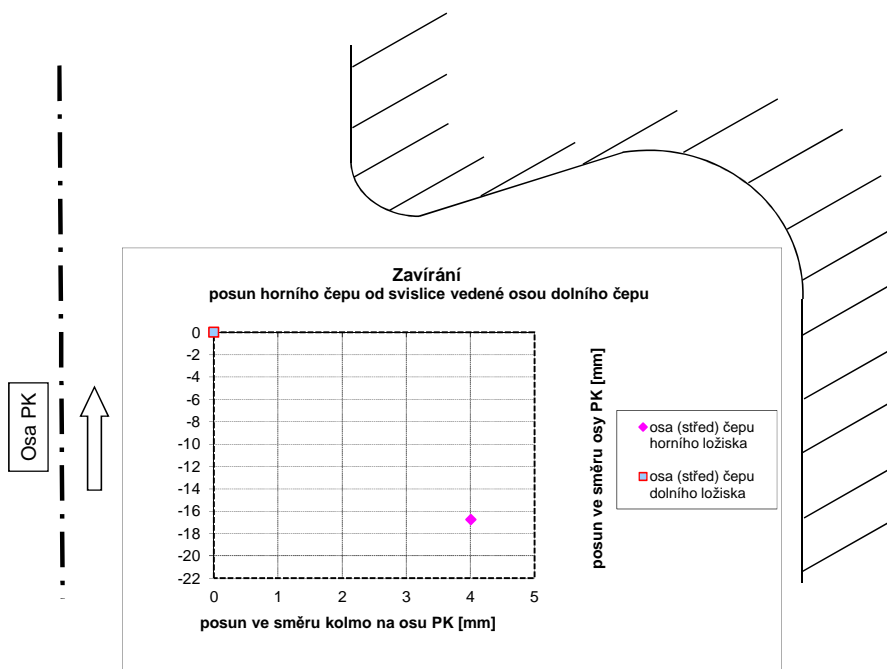 Zavírání
posun horního čepu od svislice vedené osou dolního čepu
Osa PK
0
-2
-4
-6
-8
-10
-12
-14
-16
-18
-20
-22
0 1 2 3 4 5
posun ve směru kolmo na osu PK [mm]
posun ve směru osy PK [mm]
osa (střed) čepu
horního ložiska
osa (střed) čepu
dolního ložiska